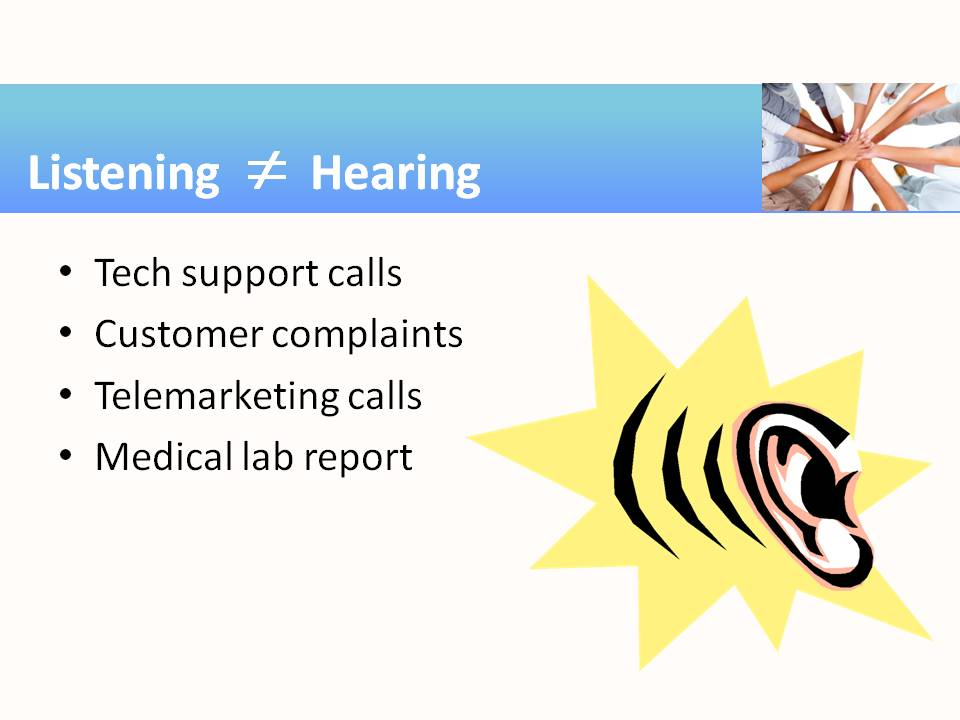 Listening ≠ Hearing
• Tech support calls
• Customer complaints
• Telemarketing calls
• Medical lab report